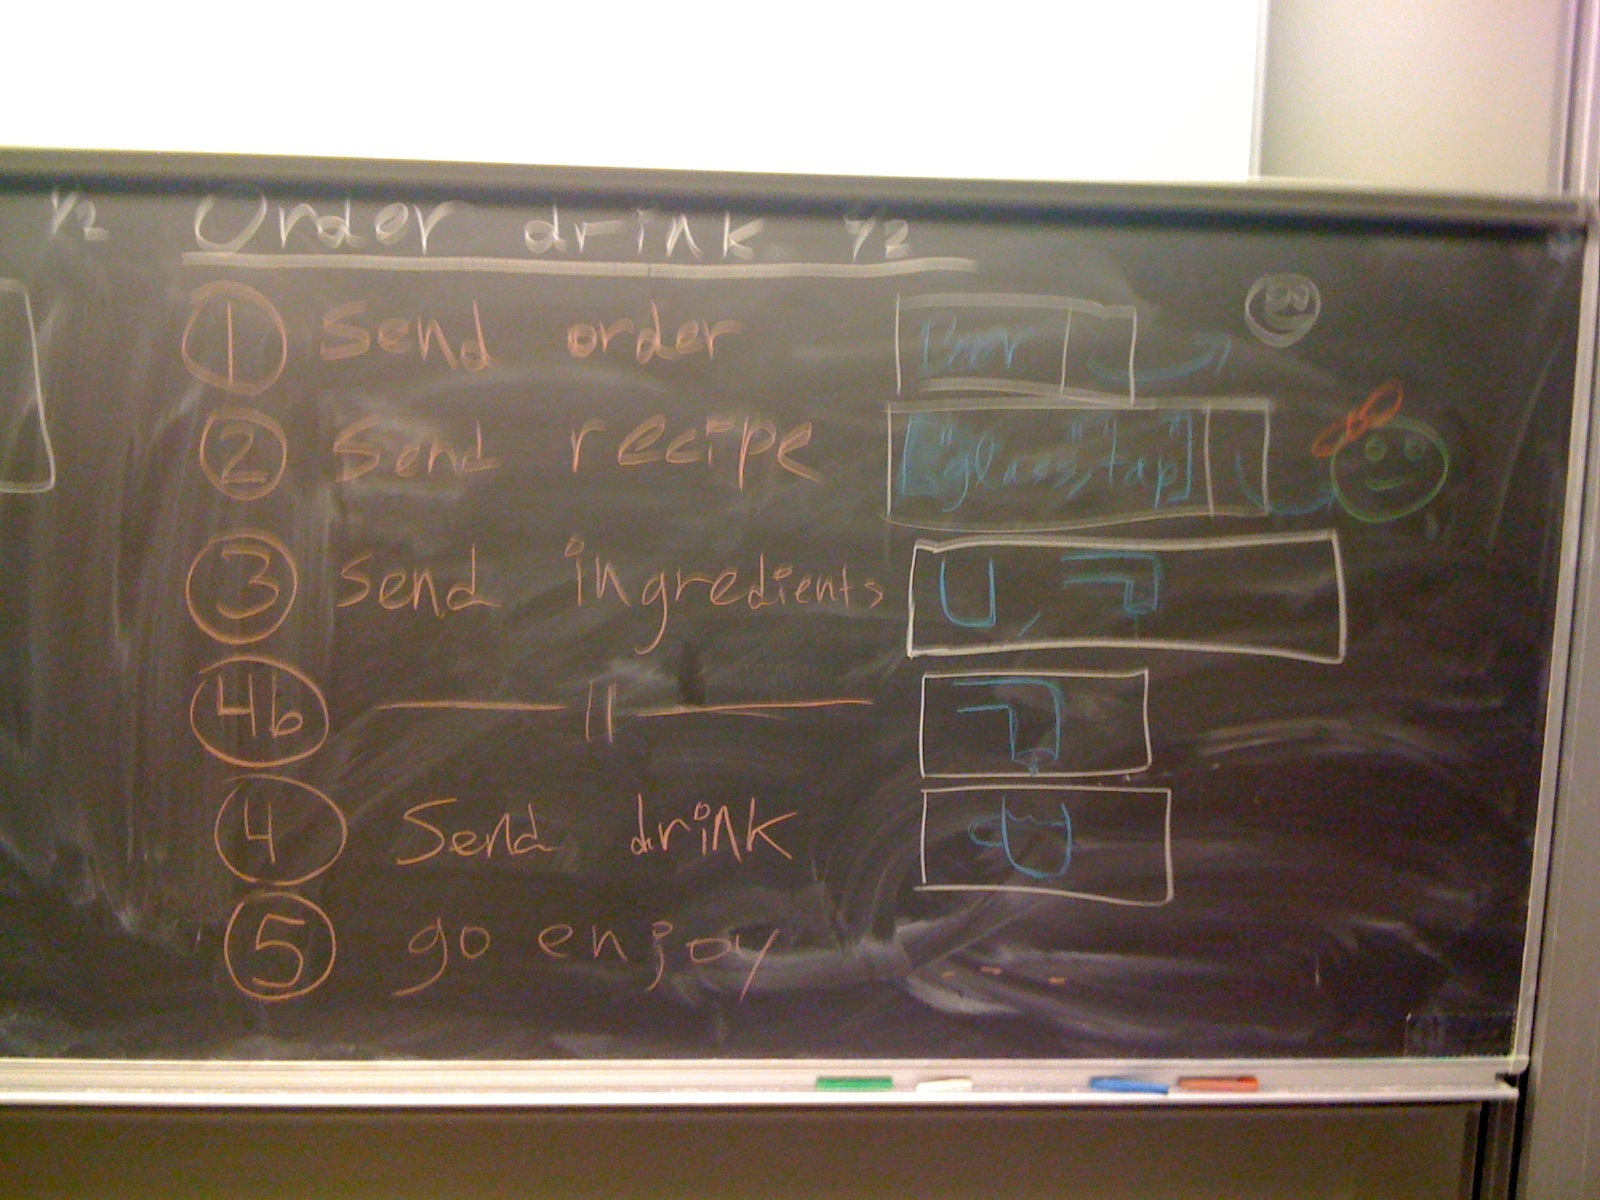 1/2 Order drink 1/2
1 Send order Beer B
2 Send recipe ["glass","tap"]
3 Send ingredients ,
4b —— 11 ——
4 Send drink
5 go enjoy